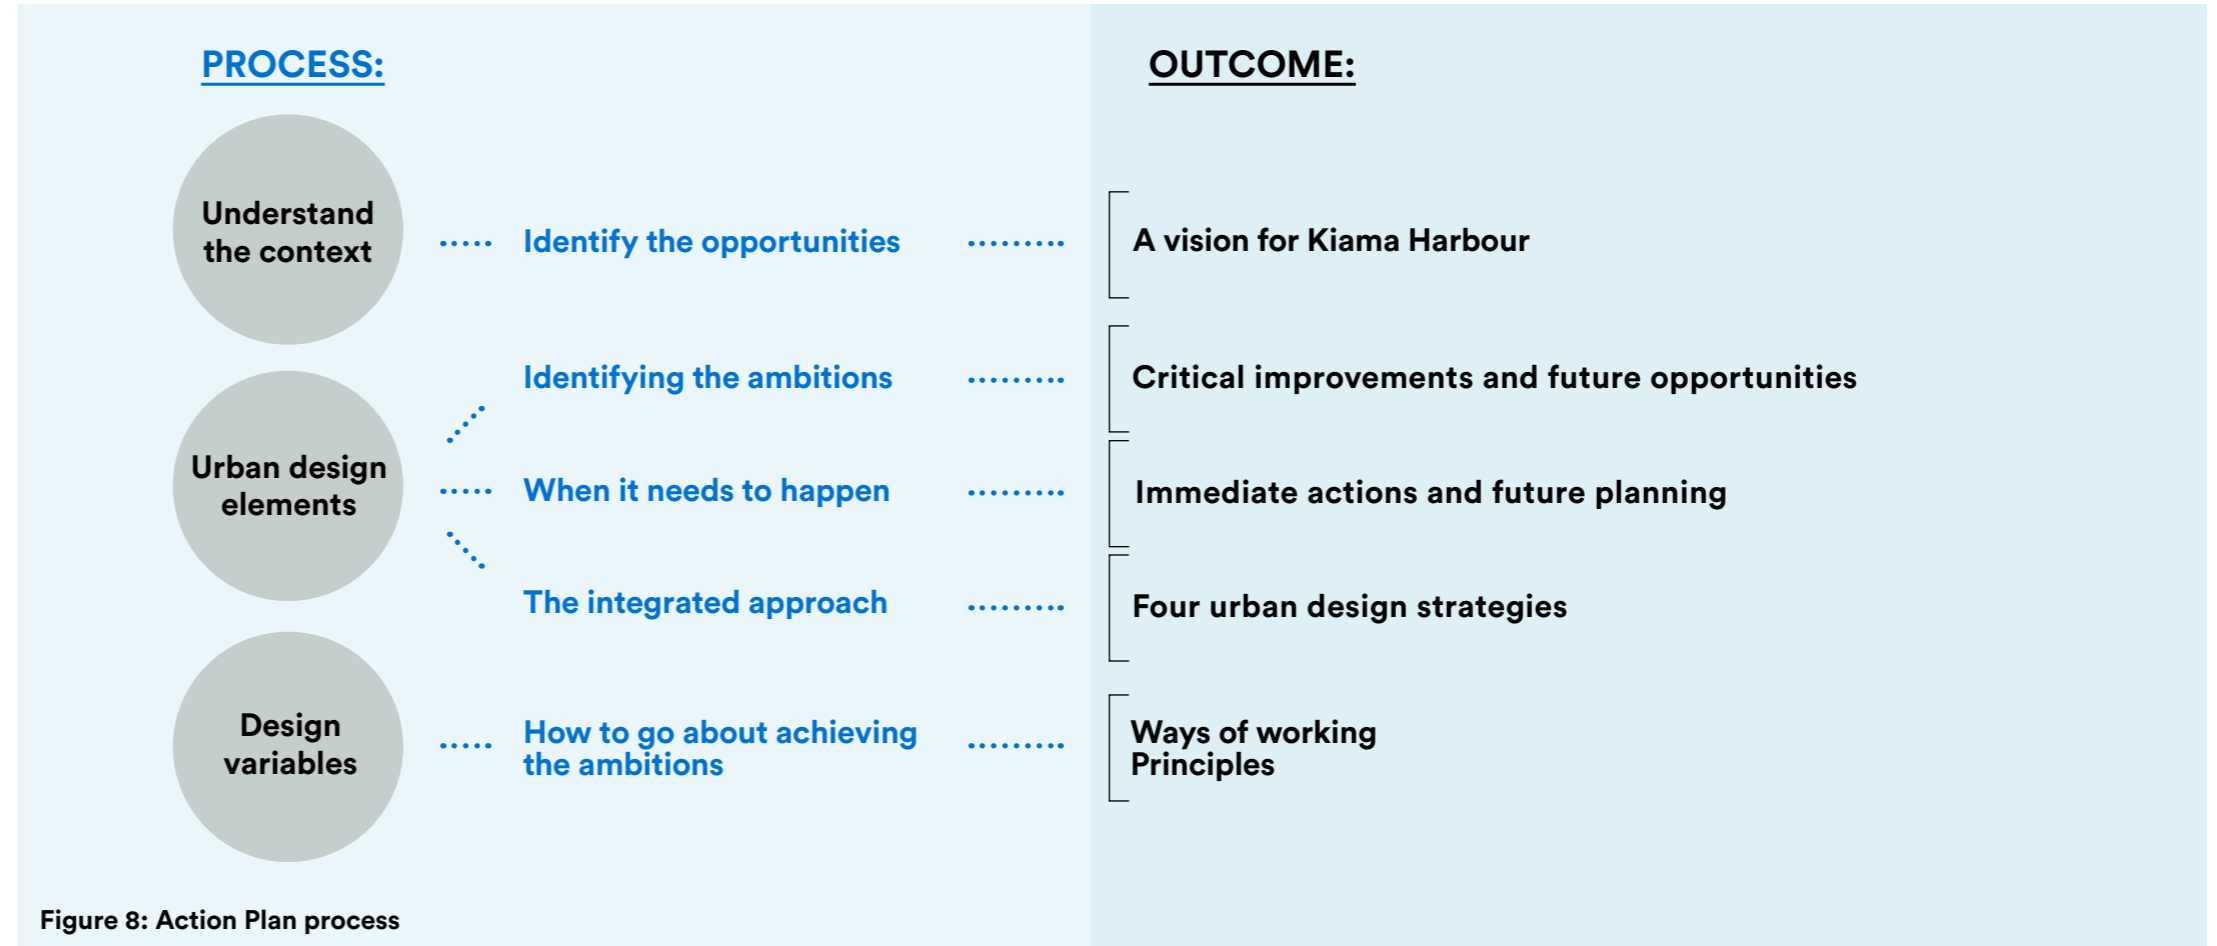 PROCESS:
OUTCOME:
Understand
the context
Identify the opportunities
A vision for Kiama Harbour
Urban design
elements
Identifying the ambitions
Critical improvements and future opportunities
When it needs to happen
Immediate actions and future planning
The integrated approach
Four urban design strategies
Design
variables
How to go about achieving
the ambitions
Ways of working
Principles
Figure 8: Action Plan process